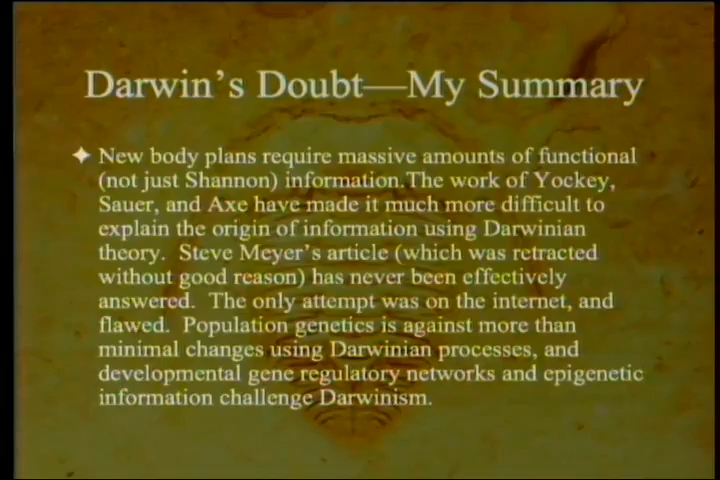 Darwin's Doubt—My Summary
New body plans require massive amounts of functional
(not just Shannon) information.The work of Yockey,
Sauer, and Axe have made it much more difficult to
explain the origin of information using Darwinian
theory.  Steve Meyer's article (which was retracted
without good reason) has never been effectively
answered.  The only attempt was on the internet, and
flawed.  Population genetics is against more than
minimal changes using Darwinian processes, and
developmental gene regulatory networks and epigenetic
information challenge Darwinism.